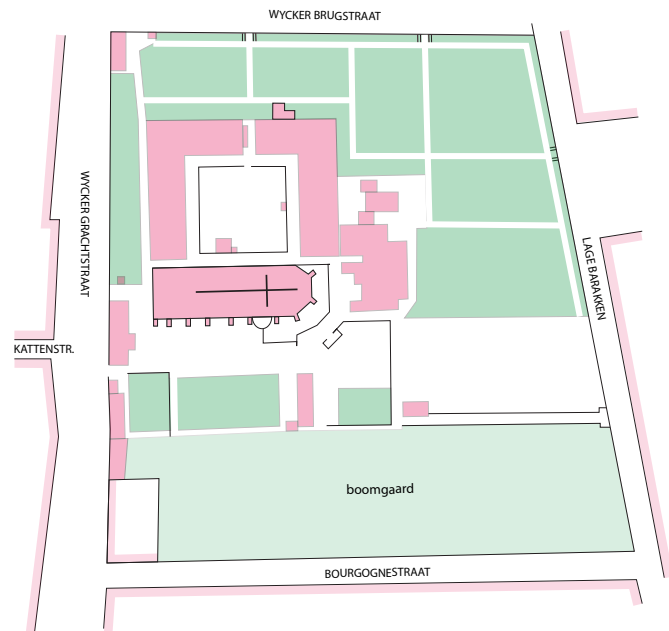 WYCKER BRUGSTRAAT
WYCKER GRACHTSTRAAT
LAGE BARAKKEN
KATTENSTR.
boomgaard
BOURGOGNESTRAAT